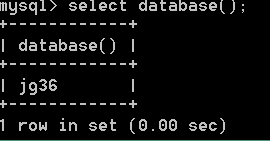 mysql> select database();
+------------+
| database() |
+------------+
| jg36       |
+------------+
1 row in set (0.00 sec)